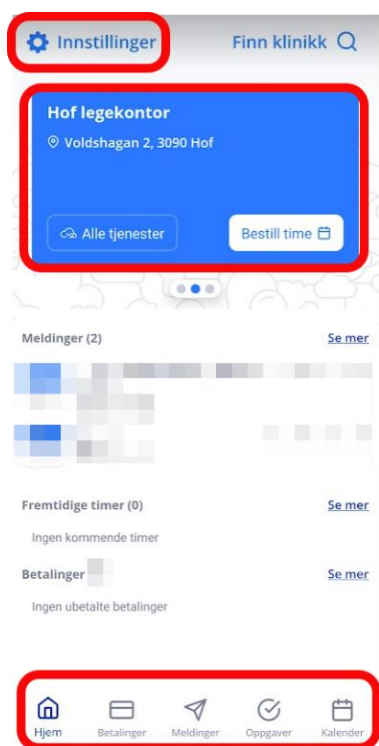 Innstillinger
Finn klinikk
Hof legekontor
Voldshagan 2, 3090 Hof
Alle tjenester
Bestill time
Meldinger (2)
Se mer
Fremtidige timer (0)
Se mer
Ingen kommende timer
Betalinger
Se mer
Ingen ubetalte betalinger
Hjem
Betalinger
Meldinger
Oppgaver
Kalender